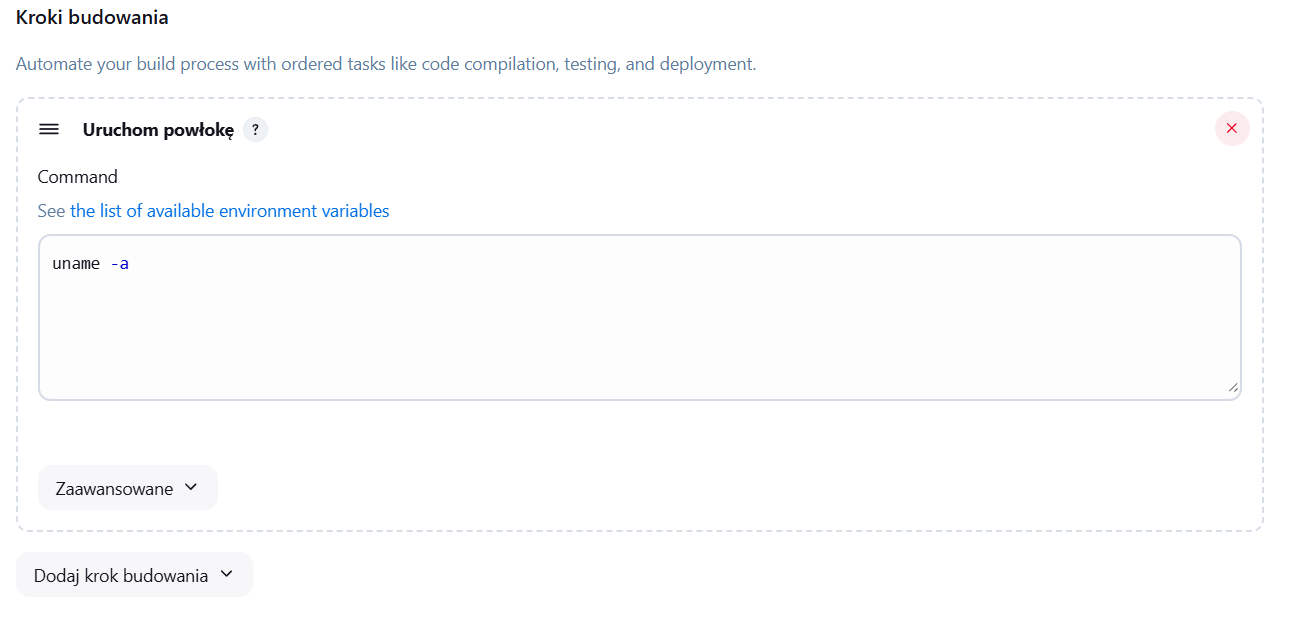 Kroki budowania
Automate your build process with ordered tasks like code compilation, testing, and deployment.
Uruchom powłokę ?
Command
See the list of available environment variables
uname -a
Zaawansowane
Dodaj krok budowania